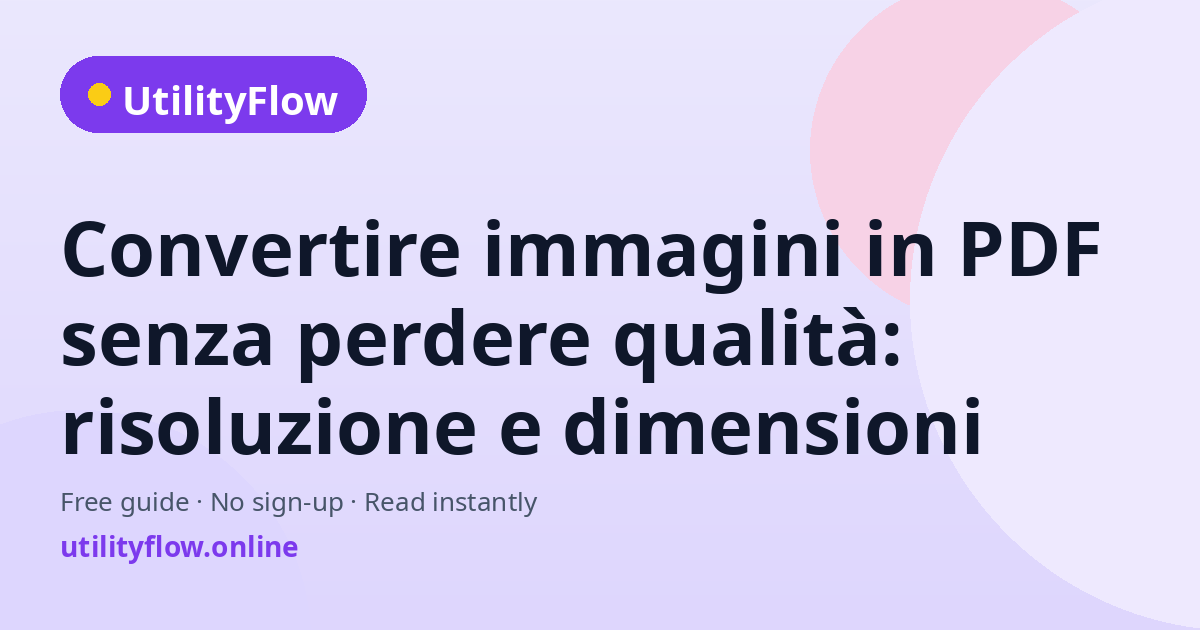 UtilityFlow
Convertire immagini in PDF
senza perdere qualità:
risoluzione e dimensioni
Free guide · No sign-up · Read instantly
utilityflow.online